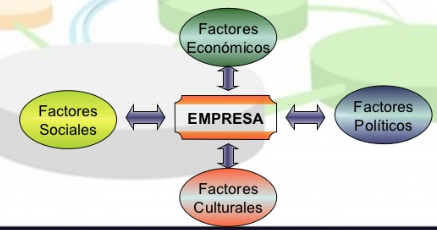 Factores
Económicos
Factores
Sociales
EMPRESA
Factores
Políticos
Factores
Culturales